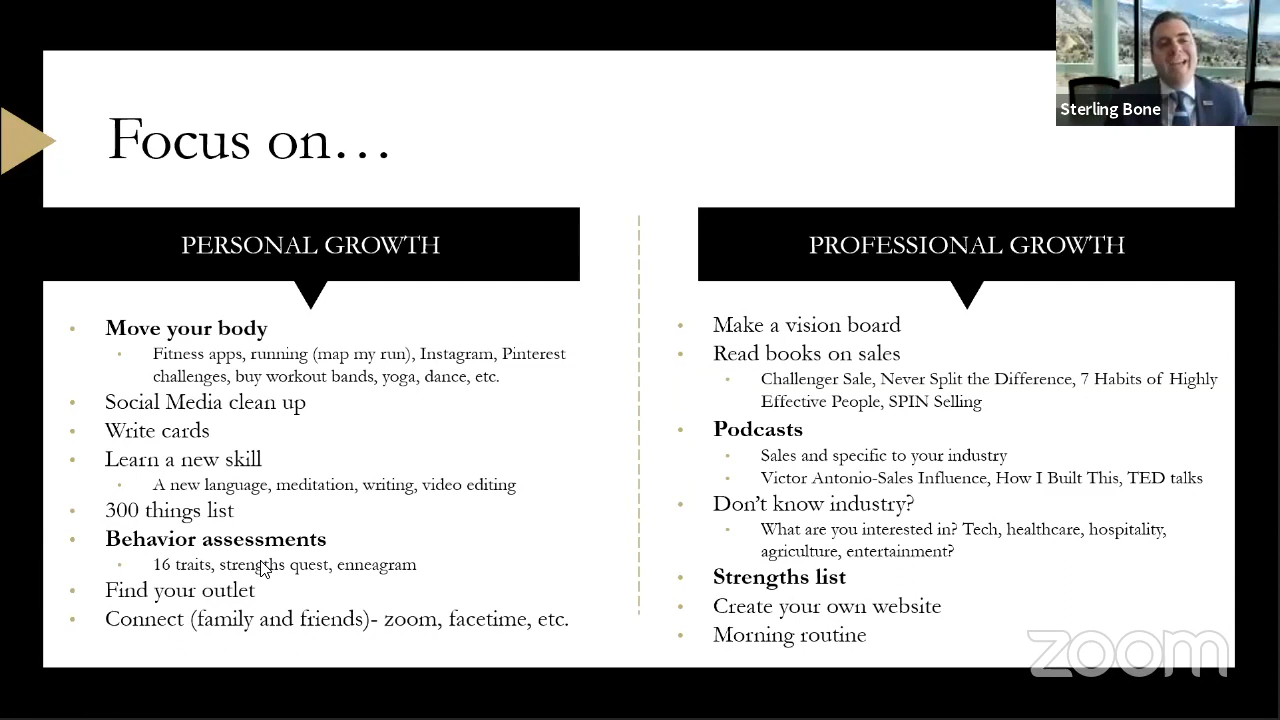 Sterling Bone
Focus on…
PERSONAL GROWTH
Move your body
Fitness apps, running (map my run), Instagram, Pinterest
challenges, buy workout bands, yoga, dance, etc.
Social Media clean up
Write cards
Learn a new skill
A new language, meditation, writing, video editing
300 things list
Behavior assessments
16 traits, strengths quest, enneagram
Find your outlet
Connect (family and friends)- zoom, facetime, etc.
PROFESSIONAL GROWTH
Make a vision board
Read books on sales
Challenger Sale, Never Split the Difference, 7 Habits of Highly
Effective People, SPIN Selling
Podcasts
Sales and specific to your industry
Victor Antonio-Sales Influence, How I Built This, TED talks
Don't know industry?
What are you interested in? Tech, healthcare, hospitality,
agriculture, entertainment?
Strengths list
Create your own website
Morning routine
zoom